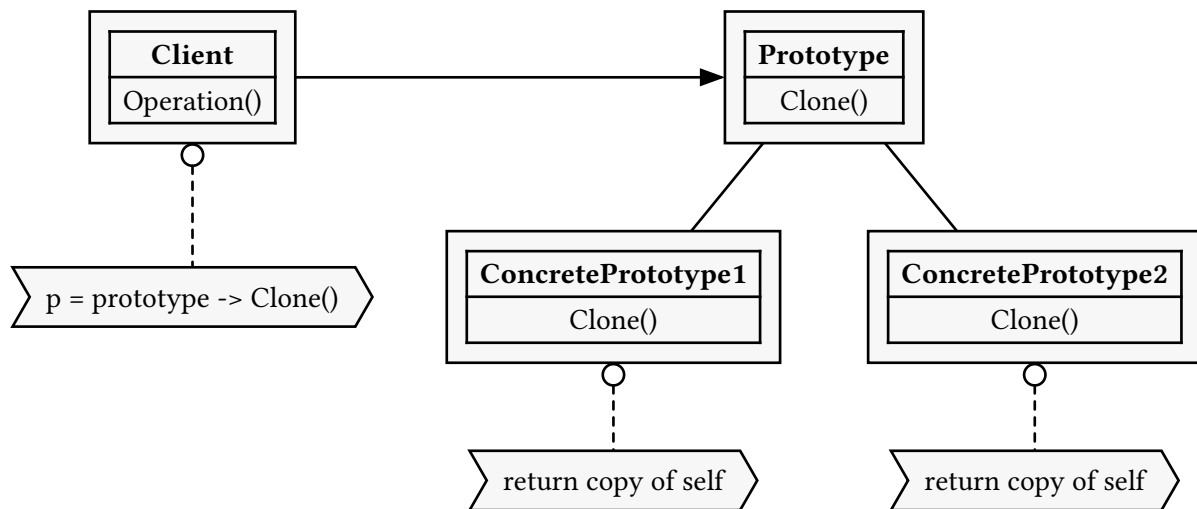 Client
Operation()
Prototype
Clone()
p = prototype -> Clone()
ConcretePrototype1
Clone()
ConcretePrototype2
Clone()
return copy of self
return copy of self